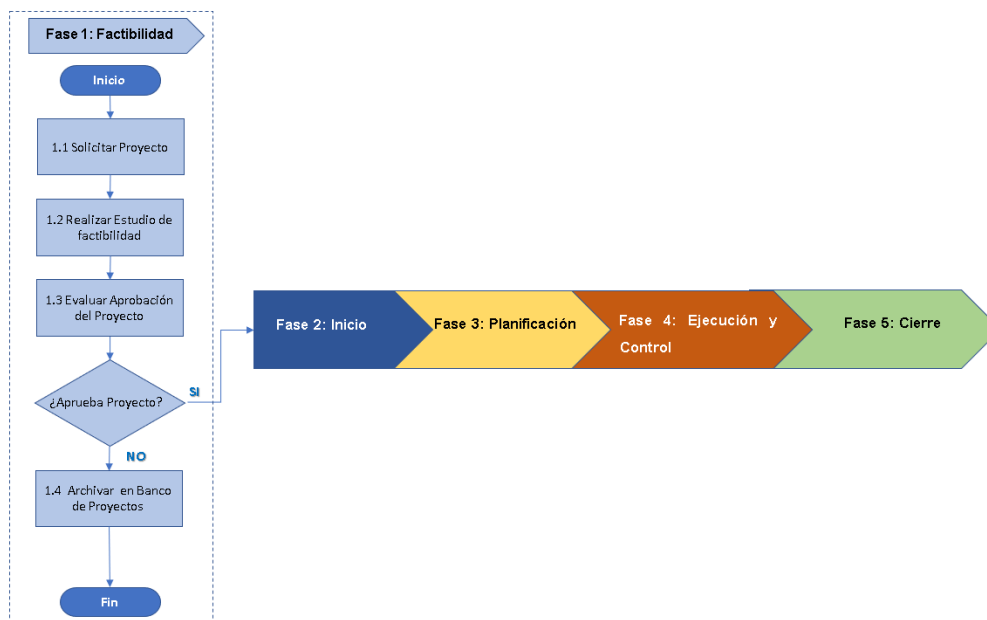 Fase 1: Factibilidad
Inicio
1.1 Solicitar Proyecto
1.2 Realizar Estudio de
factibilidad
1.3 Evaluar Aprobación
del Proyecto
¿Aprueba Proyecto?
SI
NO
1.4 Archivar en Banco
de Proyectos
Fin
Fase 2: Inicio
Fase 3: Planificación
Fase 4: Ejecución y
Control
Fase 5: Cierre